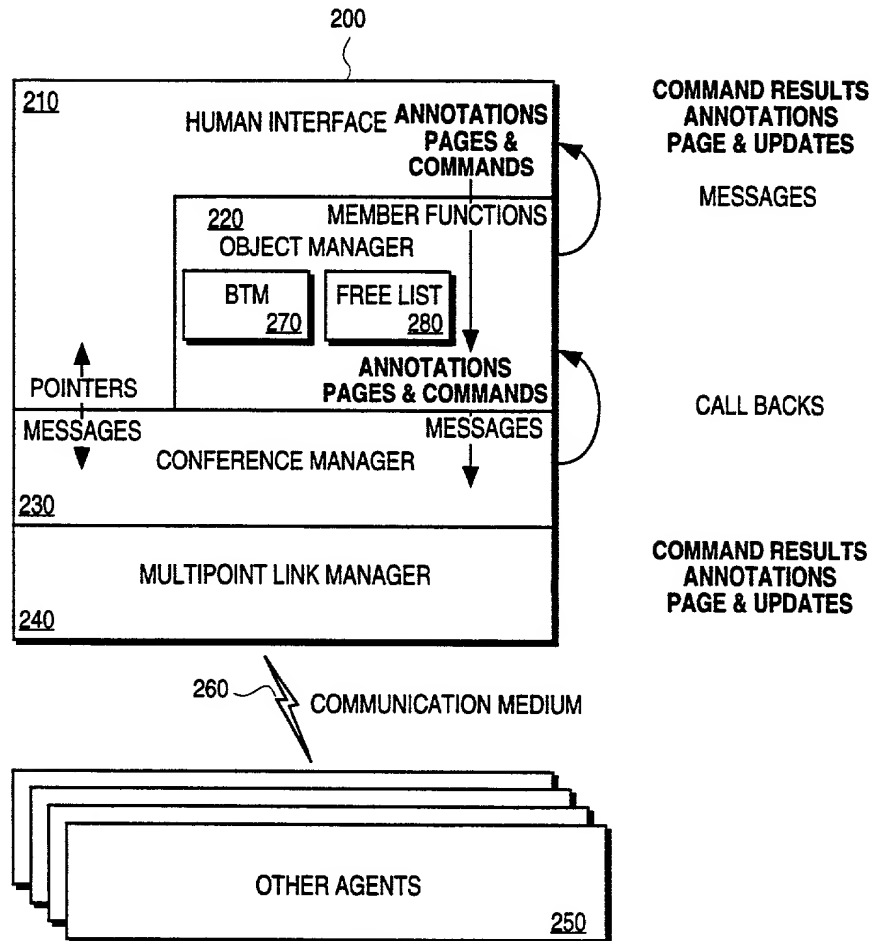 200
210
HUMAN INTERFACE
ANNOTATIONS
PAGES &
COMMANDS
COMMAND RESULTS
ANNOTATIONS
PAGE & UPDATES
MESSAGES
220
MEMBER FUNCTIONS
OBJECT MANAGER
BTM
270
FREE LIST
280
ANNOTATIONS
PAGES & COMMANDS
POINTERS
CALL BACKS
MESSAGES
MESSAGES
CONFERENCE MANAGER
230
MULTIPOINT LINK MANAGER
240
COMMAND RESULTS
ANNOTATIONS
PAGE & UPDATES
260
COMMUNICATION MEDIUM
OTHER AGENTS
250